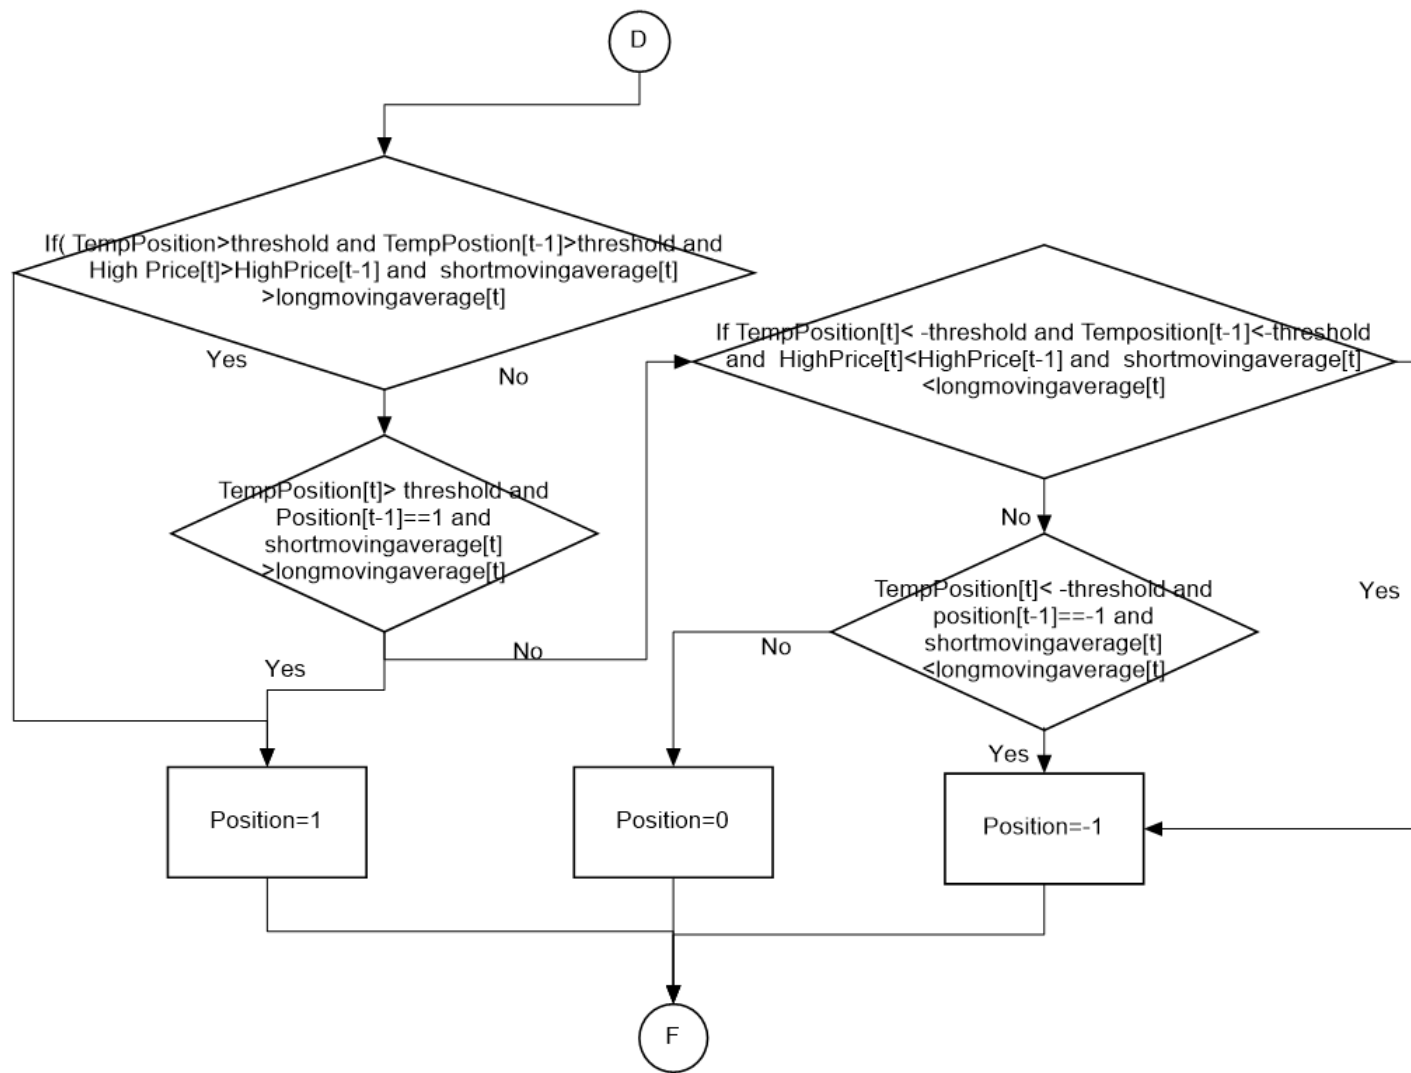 D
If( TempPosition>threshold and TempPostion[t-1]>threshold and
High Price[t]>HighPrice[t-1] and  shortmovingaverage[t]
>longmovingaverage[t]
Yes
No
If TempPosition[t]< -threshold and Temposition[t-1]<-threshold
and  HighPrice[t]<HighPrice[t-1] and  shortmovingaverage[t]
<longmovingaverage[t]
TempPosition[t]> threshold and
Position[t-1]==1 and
shortmovingaverage[t]
>longmovingaverage[t]
No
Yes
TempPosition[t]< -threshold and
position[t-1]==-1 and
shortmovingaverage[t]
<longmovingaverage[t]
Yes
No
No
Yes
Position=1
Position=0
Position=-1
F